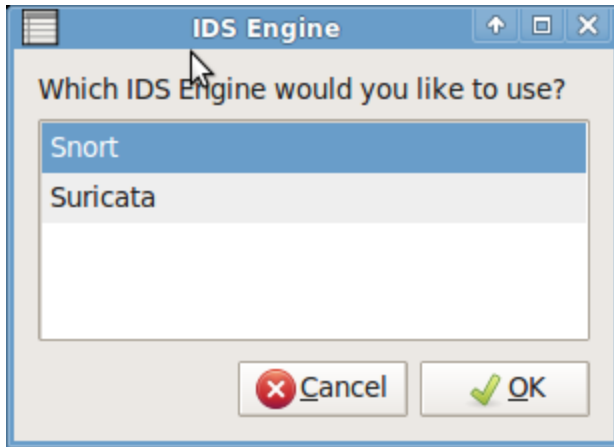 IDS Engine
Which IDS Engine would you like to use?
Snort
Suricata
Cancel
OK